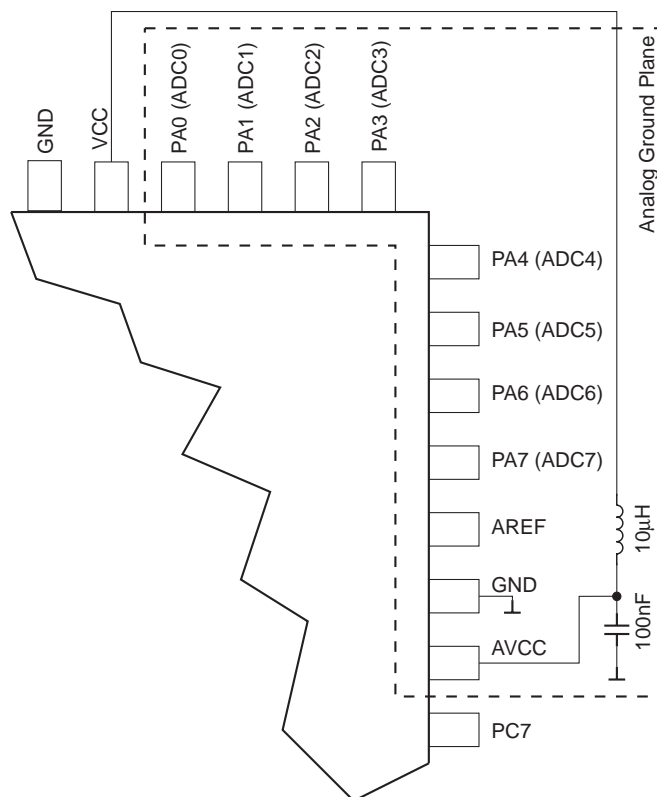 GND
VCC
PA0 (ADC0)
PA1 (ADC1)
PA2 (ADC2)
PA3 (ADC3)
Analog Ground Plane
PA4 (ADC4)
PA5 (ADC5)
PA6 (ADC6)
PA7 (ADC7)
AREF
10μH
GND
AVCC
100nF
PC7